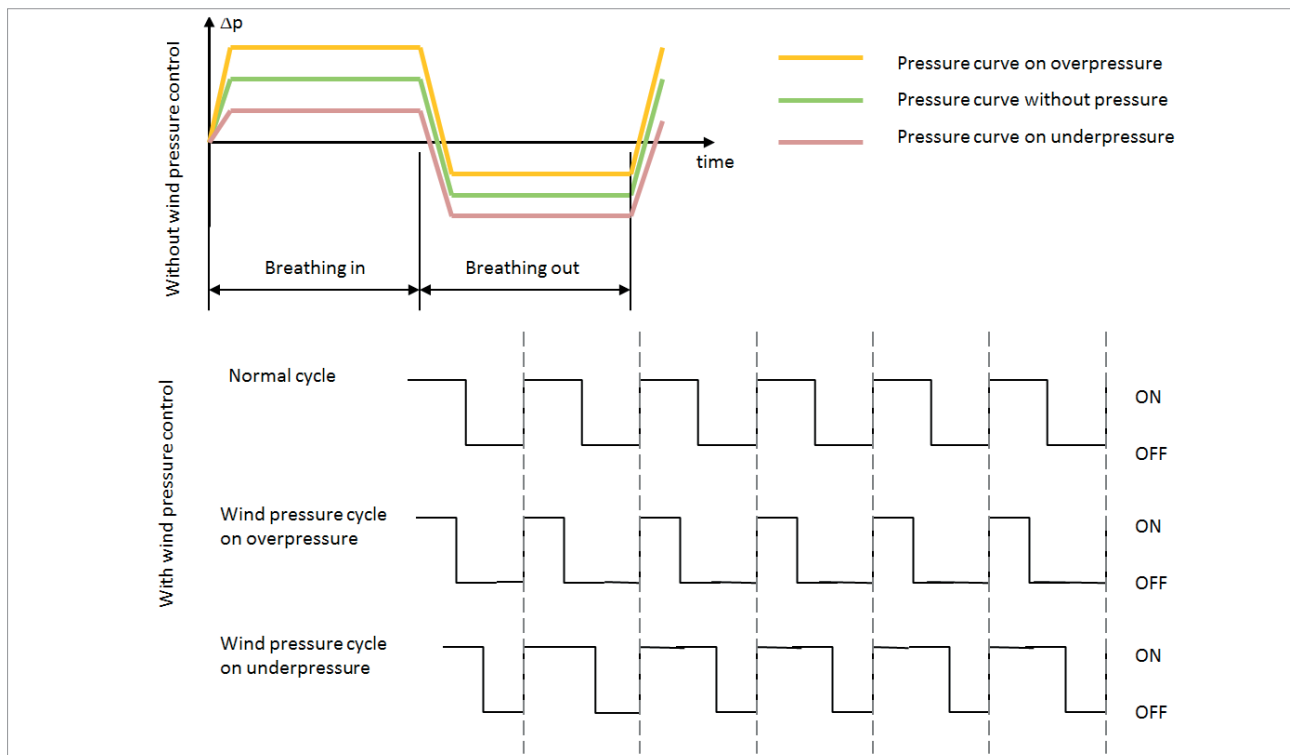 Δp
Without wind pressure control
time
Breathing in
Breathing out
Pressure curve on overpressure
Pressure curve without pressure
Pressure curve on underpressure
With wind pressure control
Normal cycle
ON
OFF
Wind pressure cycle
on overpressure
ON
OFF
Wind pressure cycle
on underpressure
ON
OFF